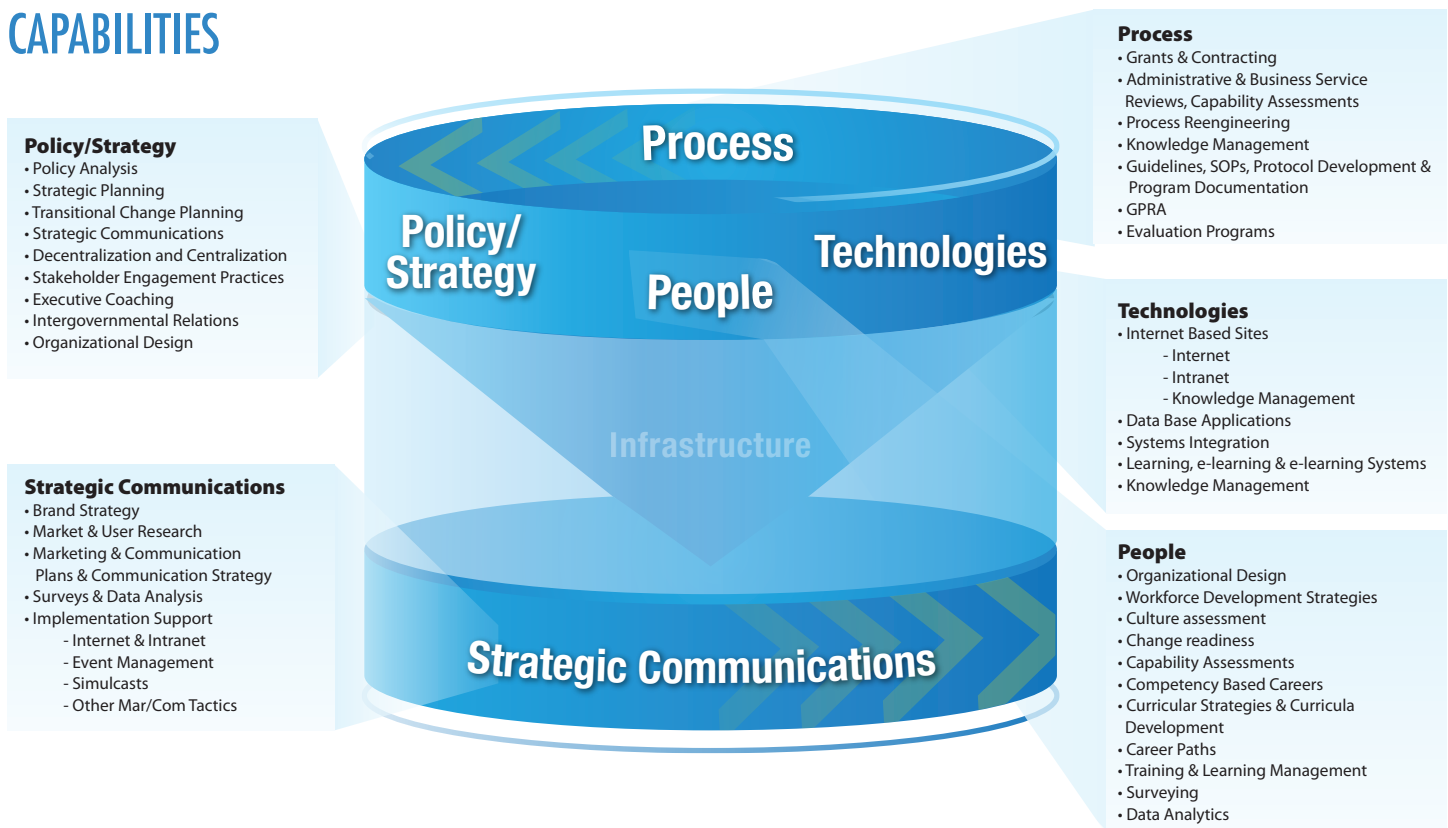 CAPABILITIES
Policy/Strategy
• Policy Analysis
• Strategic Planning
• Transitional Change Planning
• Strategic Communications
• Decentralization and Centralization
• Stakeholder Engagement Practices
• Executive Coaching
• Intergovernmental Relations
• Organizational Design
Strategic Communications
• Brand Strategy
• Market & User Research
• Marketing & Communication
Plans & Communication Strategy
• Surveys & Data Analysis
• Implementation Support
- Internet & Intranet
- Event Management
- Simulcasts
- Other Mar/Com Tactics
Process
Policy/
Strategy
People
Technologies
Infrastructure
Strategic Communications
Process
• Grants & Contracting
• Administrative & Business Service
Reviews, Capability Assessments
• Process Reengineering
• Knowledge Management
• Guidelines, SOPs, Protocol Development &
Program Documentation
• GPRA
• Evaluation Programs
Technologies
• Internet Based Sites
- Internet
- Intranet
- Knowledge Management
• Data Base Applications
• Systems Integration
• Learning, e-learning & e-learning Systems
• Knowledge Management
People
• Organizational Design
• Workforce Development Strategies
• Culture assessment
• Change readiness
• Capability Assessments
• Competency Based Careers
• Curricular Strategies & Curricula
Development
• Career Paths
• Training & Learning Management
• Surveying
• Data Analytics